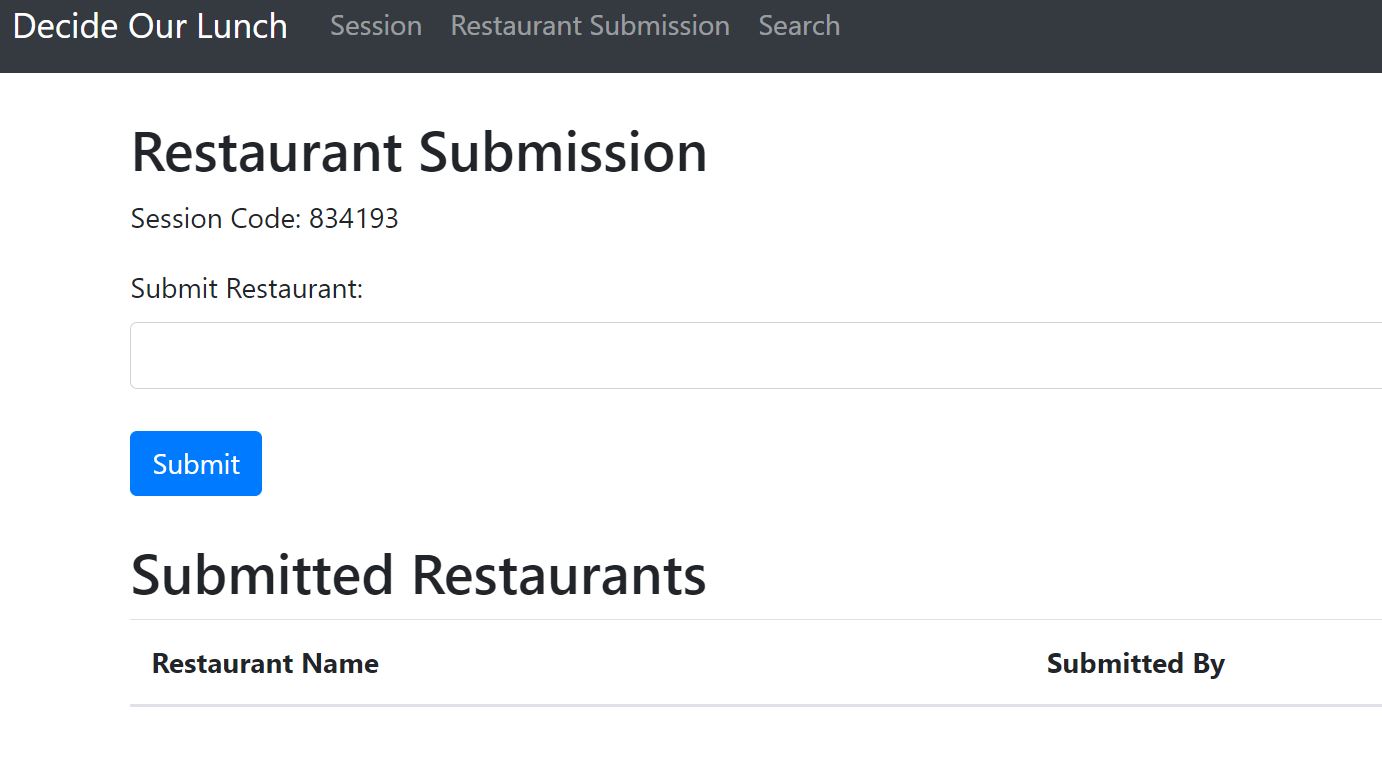 Decide Our Lunch Session Restaurant Submission Search
Restaurant Submission
Session Code: 834193
Submit Restaurant:
Submit
Submitted Restaurants
Restaurant Name Submitted By